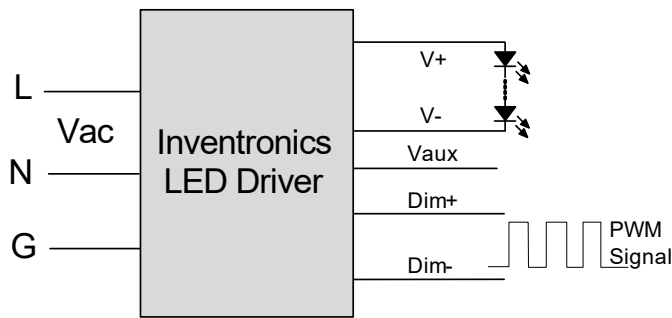 L
Vac
N
G
Inventronics
LED Driver
V+
V-
Vaux
Dim+
Dim-
PWM
Signal